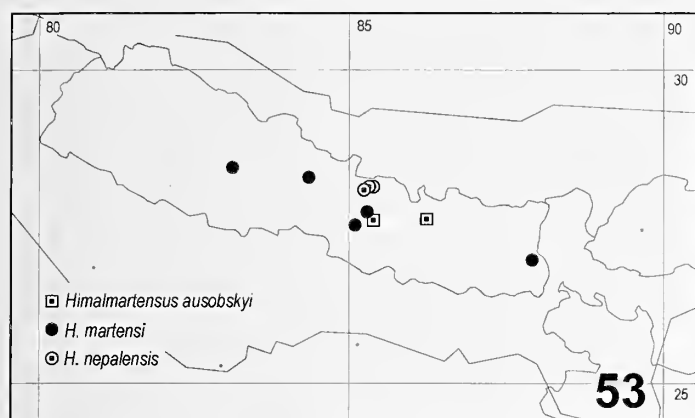 80 85 90
30
Himalmartensus ausobskyi
H. martensi
H. nepalensis
53
25